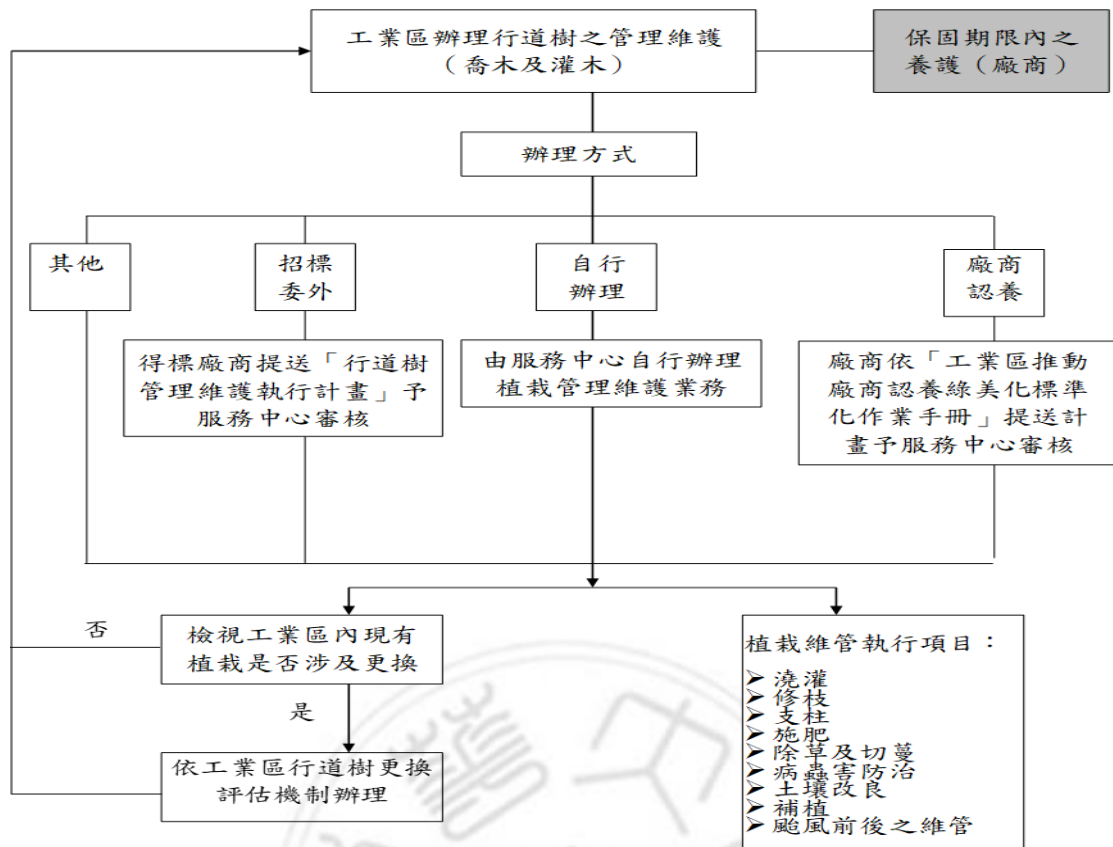 工業區辦理行道樹之管理維護
（喬木及灌木）
保固期限內之
養護（廠商）
辦理方式
其他
招標
委外
自行
辦理
廠商
認養
得標廠商提送「行道樹
管理維護執行計畫」予
服務中心審核
由服務中心自行辦理
植栽管理維護業務
廠商依「工業區推動
廠商認養綠美化標準
化作業手冊」提送計
畫予服務中心審核
否
檢視工業區內現有
植栽是否涉及更換
是
依工業區行道樹更換
評估機制辦理
植栽維管執行項目：
➢澆灌
➢修枝
➢支柱
➢施肥
➢除草及切蔓
➢病蟲害防治
➢土壤改良
➢補植
➢颱風前後之維管